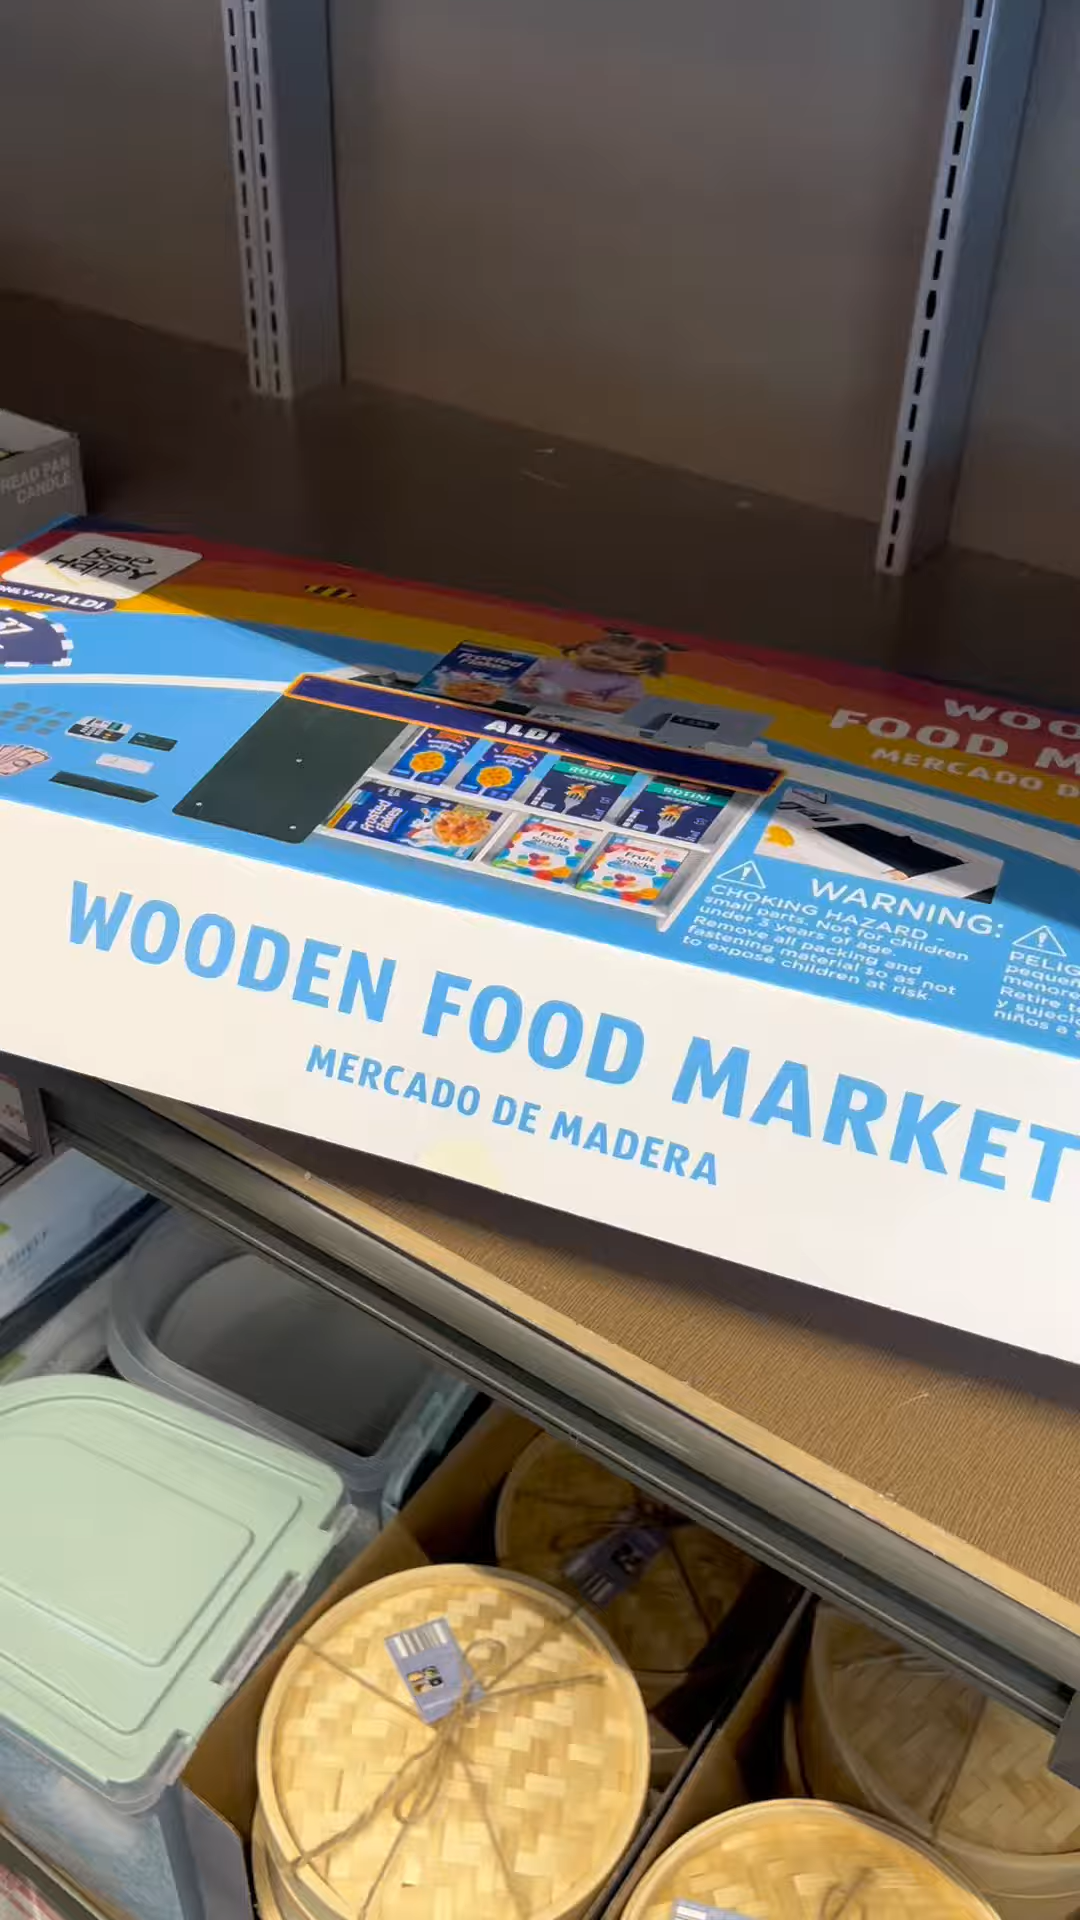 READ PAN
CANDLE
Bee
Happy
ONLY AT ALDI
37
Frosted
Flakes
ALDI
ROTINI
ROTINI
Frosted
Flakes
Fruit
Snacks
Fruit
Snacks
WOO
FOOD M
MERCADO D
WARNING:
CHOKING HAZARD -
small parts. Not for children
under 3 years of age.
Remove all packing and
fastening material so as not
to expose children at risk.
PELIG
pequeñ
menore
Retire t
y sujeció
niños a s
WOODEN FOOD MARKET
MERCADO DE MADERA